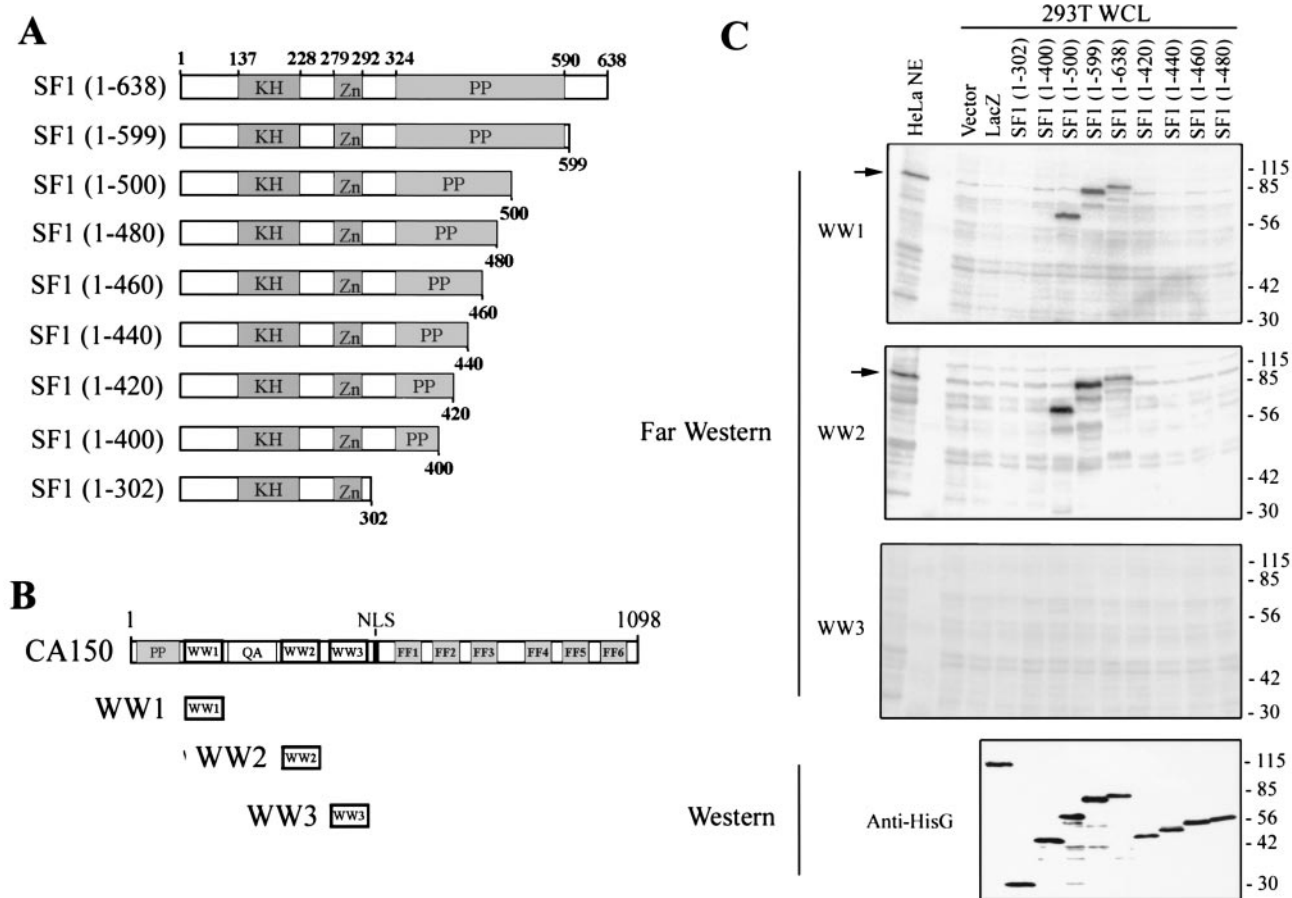 A
1 137 228 279 292 324 590 638
SF1 (1-638) KH Zn PP
SF1 (1-599) KH Zn PP
599
SF1 (1-500) KH Zn PP
500
SF1 (1-480) KH Zn PP
480
SF1 (1-460) KH Zn PP
460
SF1 (1-440) KH Zn PP
440
SF1 (1-420) KH Zn PP
420
SF1 (1-400) KH Zn PP
400
SF1 (1-302) KH Zn
302
B
1 NLS 1098
CA150 PP WW1 QA WW2 WW3 FF1 FF2 FF3 FF4 FF5 FF6
WW1 WW1
WW2 WW2
WW3 WW3
C
293T WCL
HeLa NE
Vector
LacZ
SF1 (1-302)
SF1 (1-400)
SF1 (1-500)
SF1 (1-599)
SF1 (1-638)
SF1 (1-420)
SF1 (1-440)
SF1 (1-460)
SF1 (1-480)
Far Western
WW1
- 115
- 85
- 56
- 42
- 30
WW2
- 115
- 85
- 56
- 42
- 30
WW3
- 115
- 85
- 56
- 42
- 30
Western
Anti-HisG
- 115
- 85
- 56
- 42
- 30